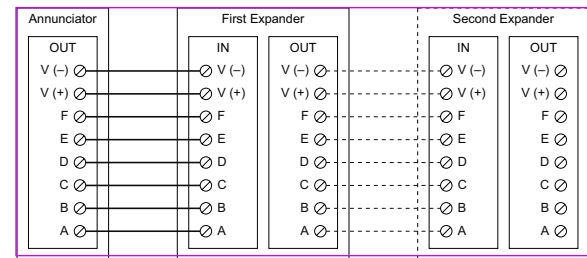 Annunciator First Expander Second Expander
OUT IN OUT IN OUT
V (–) V (–) V (–) V (–) V (–)
V (+) V (+) V (+) V (+) V (+)
F F F F F
E E E E E
D D D D D
C C C C C
B B B B B
A A A A A